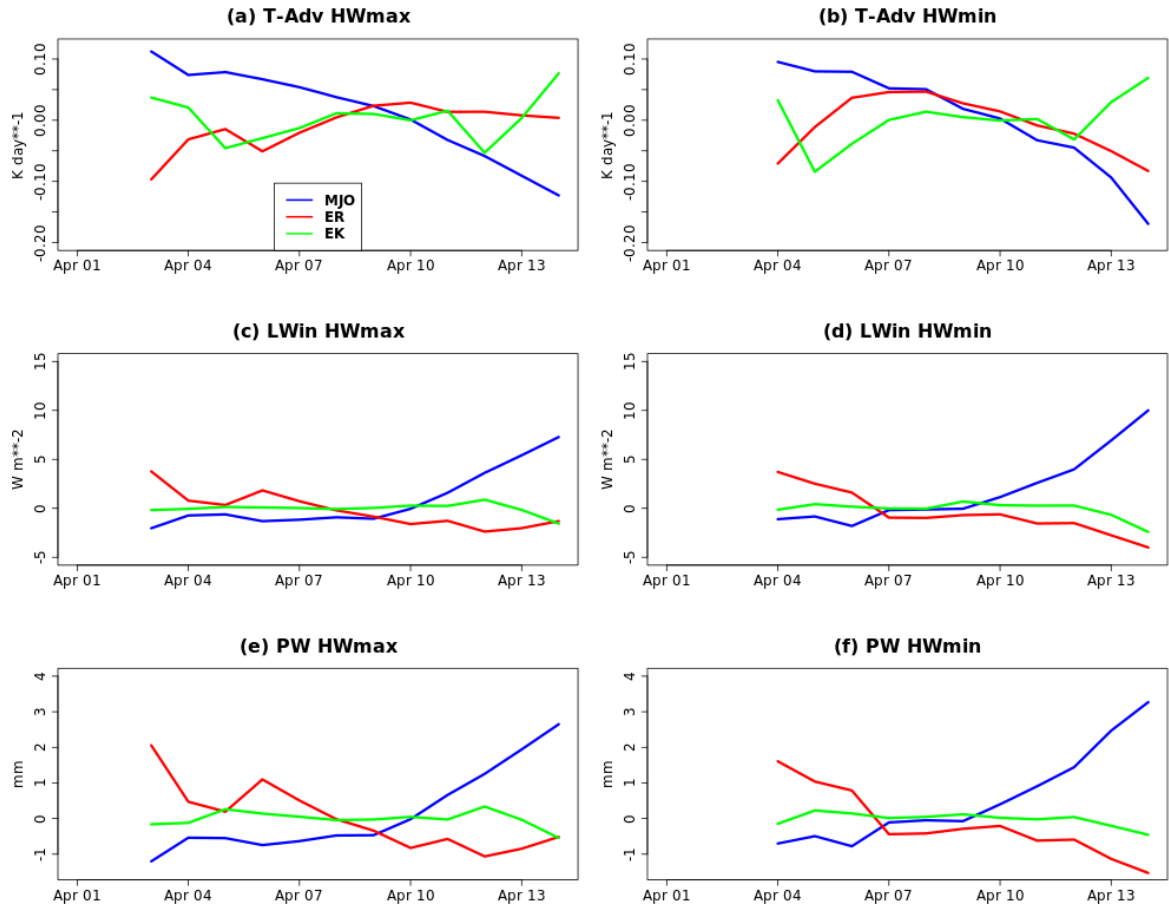 (a) T-Adv HWmax
(b) T-Adv HWmin
K day**-1
0.10
0.00
-0.10
-0.20
MJO
ER
EK
Apr 01 Apr 04 Apr 07 Apr 10 Apr 13
K day**-1
0.10
0.00
-0.10
-0.20
Apr 01 Apr 04 Apr 07 Apr 10 Apr 13
(c) LWin HWmax
(d) LWin HWmin
W m**-2
15
10
5
0
-5
Apr 01 Apr 04 Apr 07 Apr 10 Apr 13
W m**-2
15
10
5
0
-5
Apr 01 Apr 04 Apr 07 Apr 10 Apr 13
(e) PW HWmax
(f) PW HWmin
mm
4
3
2
1
0
-1
Apr 01 Apr 04 Apr 07 Apr 10 Apr 13
mm
4
3
2
1
0
-1
Apr 01 Apr 04 Apr 07 Apr 10 Apr 13